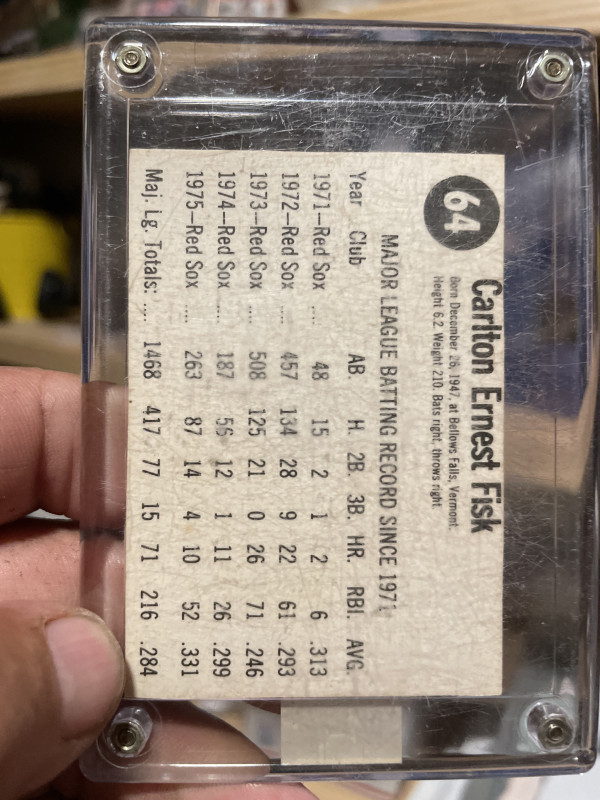 64
Carlton Ernest Fisk
Born December 26, 1947, at Bellows Falls, Vermont.
Height 6.2. Weight 210. Bats right, throws right
MAJOR LEAGUE BATTING RECORD SINCE 1971
Year Club AB. H. 2B. 3B. HR. RBI. AVG.
1971—Red Sox .... 48 15 2 1 2 6 .313
1972—Red Sox .... 457 134 28 9 22 61 .293
1973—Red Sox .... 508 125 21 0 26 71 .246
1974—Red Sox .... 187 56 12 1 11 26 .299
1975—Red Sox .... 263 87 14 4 10 52 .331
Maj. Lg. Totals: .... 1468 417 77 15 71 216 .284